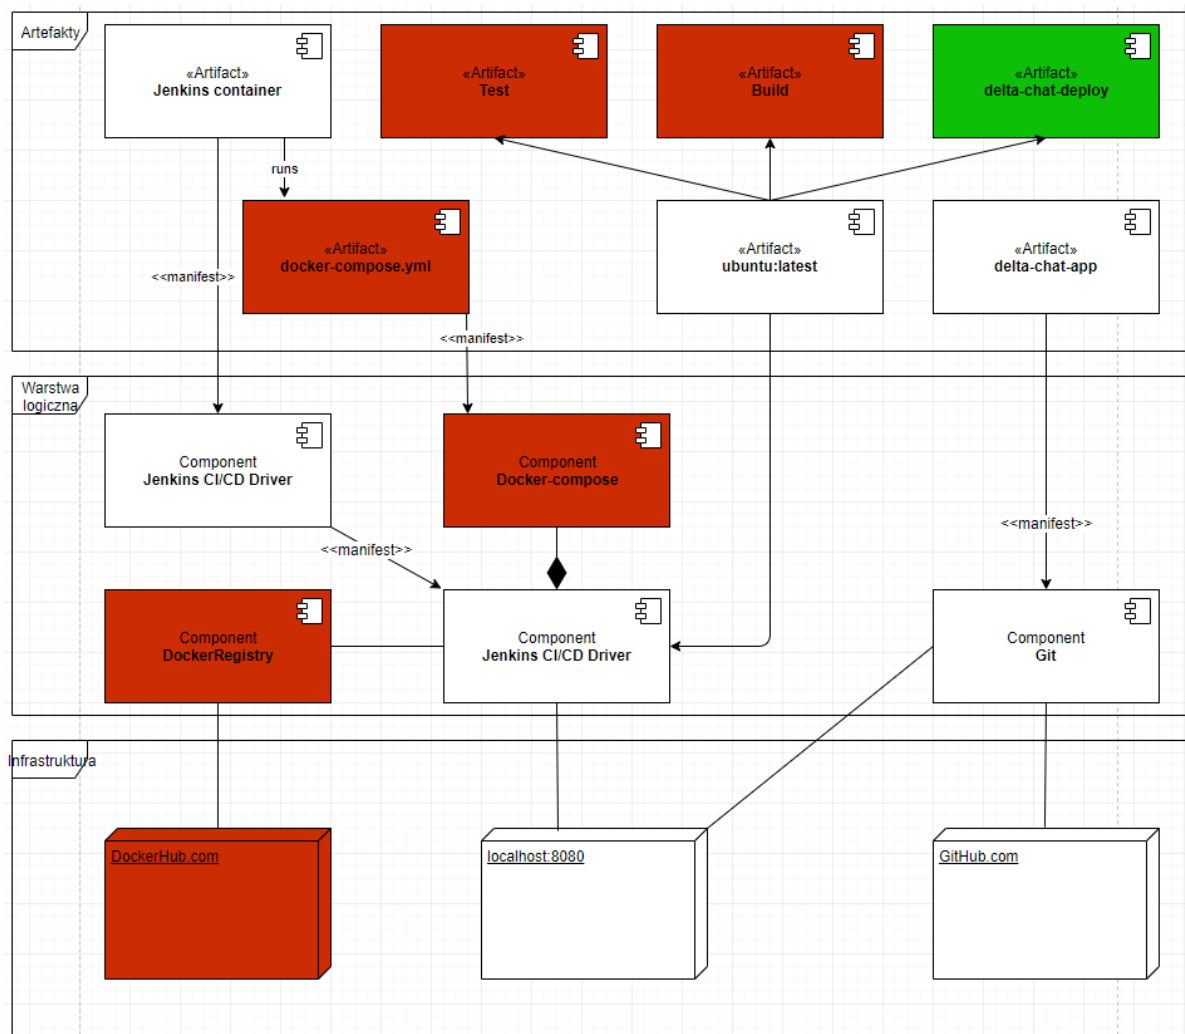 Artefakty
«Artifact»
Jenkins container
«Artifact»
Test
«Artifact»
Build
«Artifact»
delta-chat-deploy
runs
«Artifact»
docker-compose.yml
«Artifact»
ubuntu:latest
«Artifact»
delta-chat-app
<<manifest>>
<<manifest>>
Warstwa
logiczna
Component
Jenkins CI/CD Driver
Component
Docker-compose
<<manifest>>
<<manifest>>
Component
DockerRegistry
Component
Jenkins CI/CD Driver
Component
Git
Infrastruktura
DockerHub.com
localhost:8080
GitHub.com